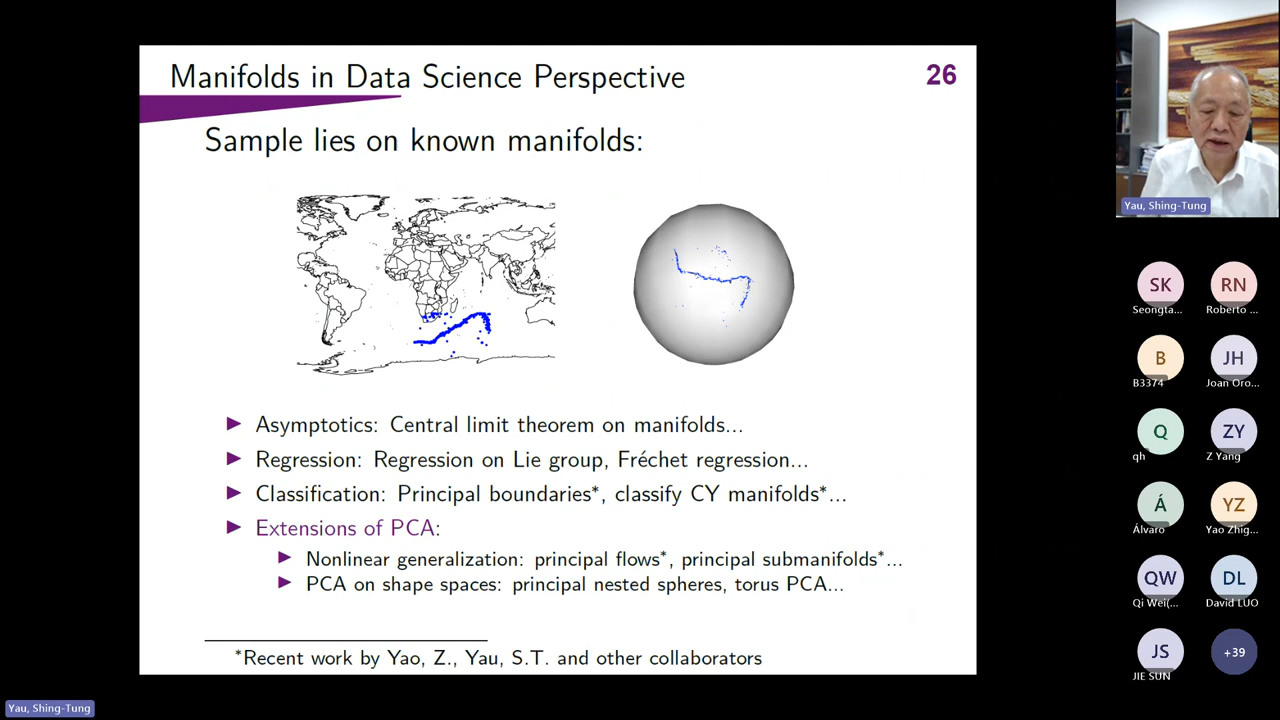 Manifolds in Data Science Perspective
26
Sample lies on known manifolds:
▶ Asymptotics: Central limit theorem on manifolds...
▶ Regression: Regression on Lie group, Fréchet regression...
▶ Classification: Principal boundaries*, classify CY manifolds*...
▶ Extensions of PCA:
▶ Nonlinear generalization: principal flows*, principal submanifolds*...
▶ PCA on shape spaces: principal nested spheres, torus PCA...
*Recent work by Yao, Z., Yau, S.T. and other collaborators
Yau, Shing-Tung
SK
Seongta...
RN
Roberto ...
B
B3374
JH
Joan Oro...
Q
qh
ZY
Z Yang
Á
Álvaro
YZ
Yao Zhig...
QW
Qi Wei(...
DL
David LUO
JS
JIE SUN
+39
Yau, Shing-Tung